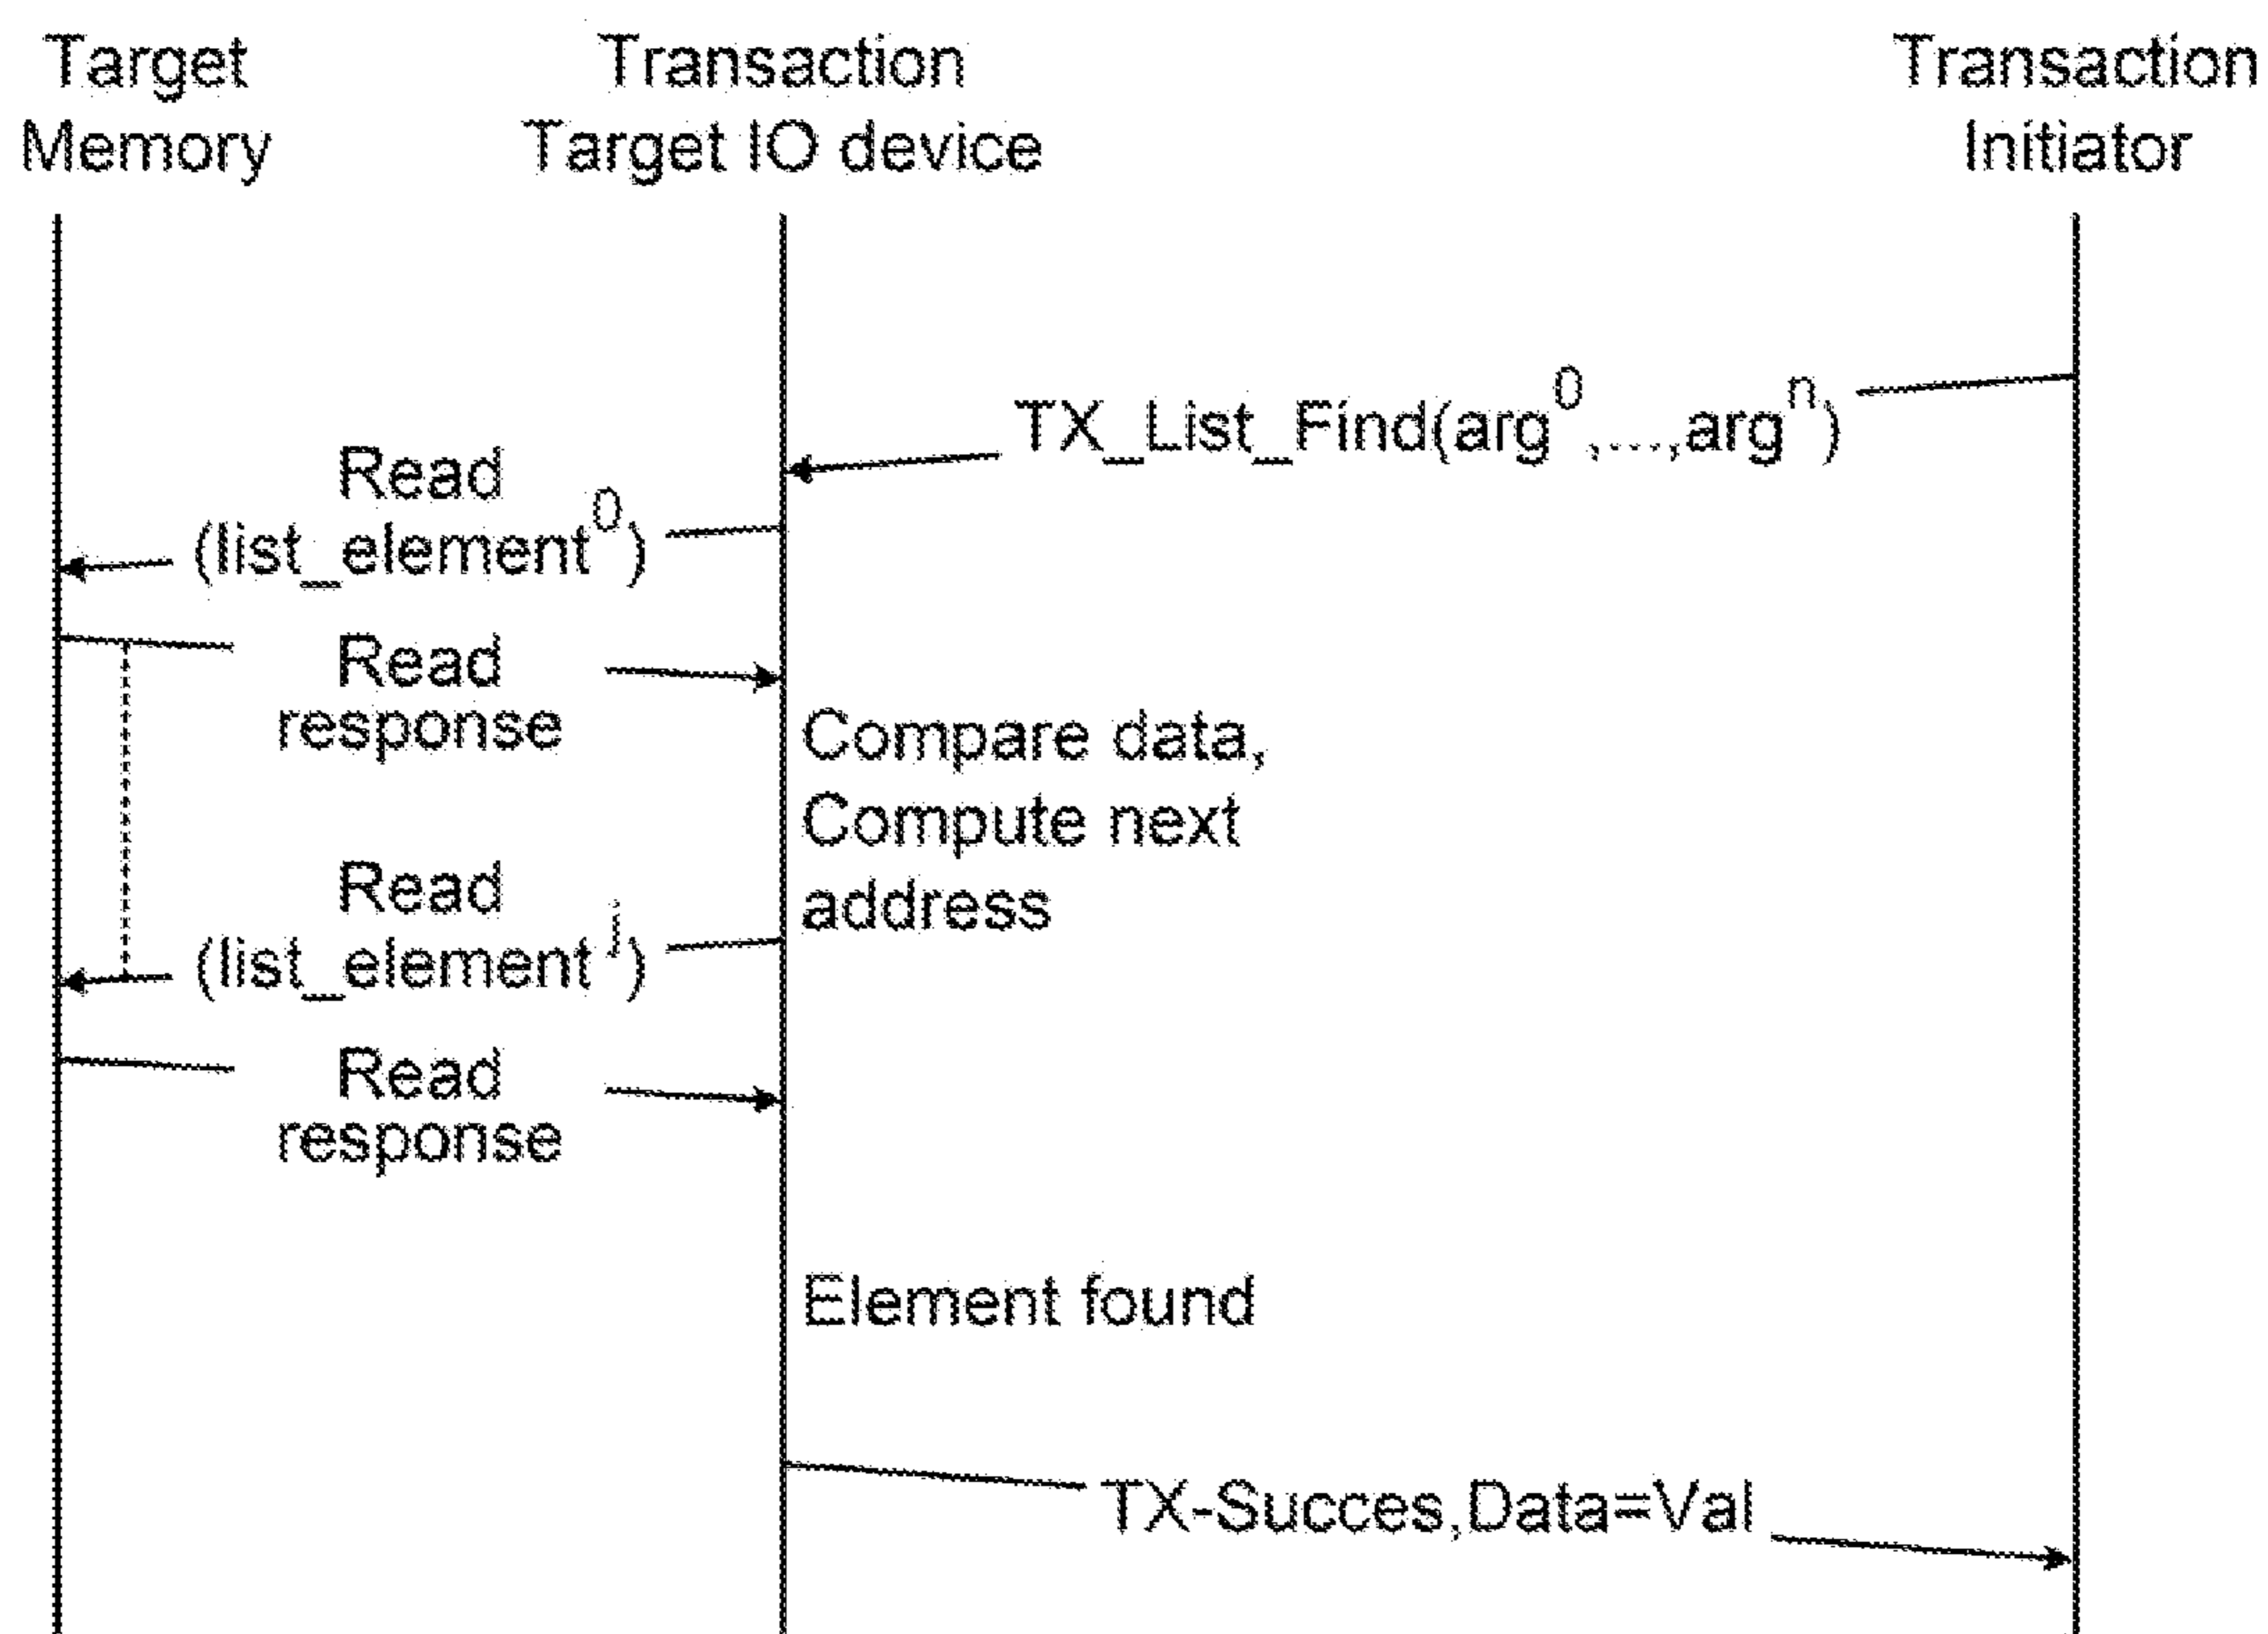 Target
Memory
Transaction
Target IO device
Transaction
Initiator
TX_List_Find(arg⁰,...,argⁿ)
Read
(list_element⁰)
Read
response
Compare data,
Compute next
address
Read
(list_elementʲ)
Read
response
Element found
TX-Succes,Data=Val